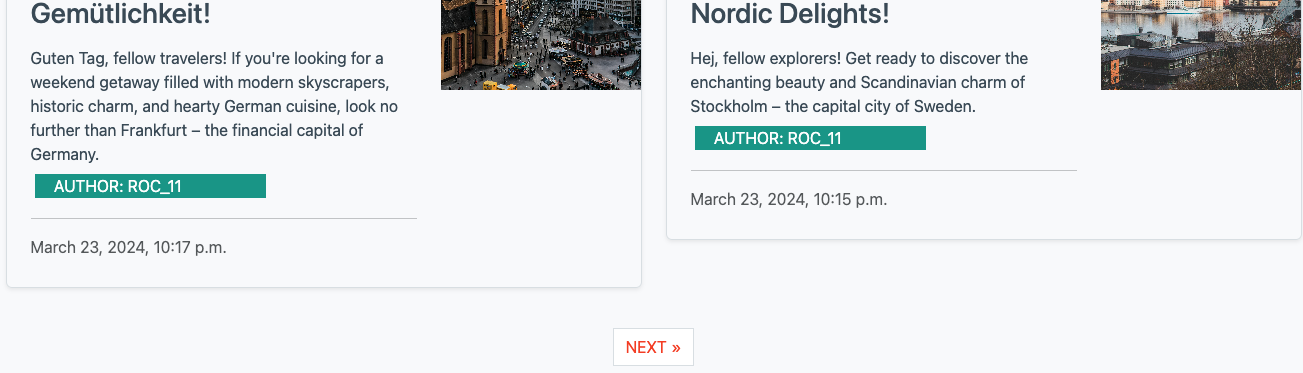 Gemütlichkeit!
Guten Tag, fellow travelers! If you're looking for a
weekend getaway filled with modern skyscrapers,
historic charm, and hearty German cuisine, look no
further than Frankfurt – the financial capital of
Germany.
AUTHOR: ROC_11
March 23, 2024, 10:17 p.m.
Nordic Delights!
Hej, fellow explorers! Get ready to discover the
enchanting beauty and Scandinavian charm of
Stockholm – the capital city of Sweden.
AUTHOR: ROC_11
March 23, 2024, 10:15 p.m.
NEXT »